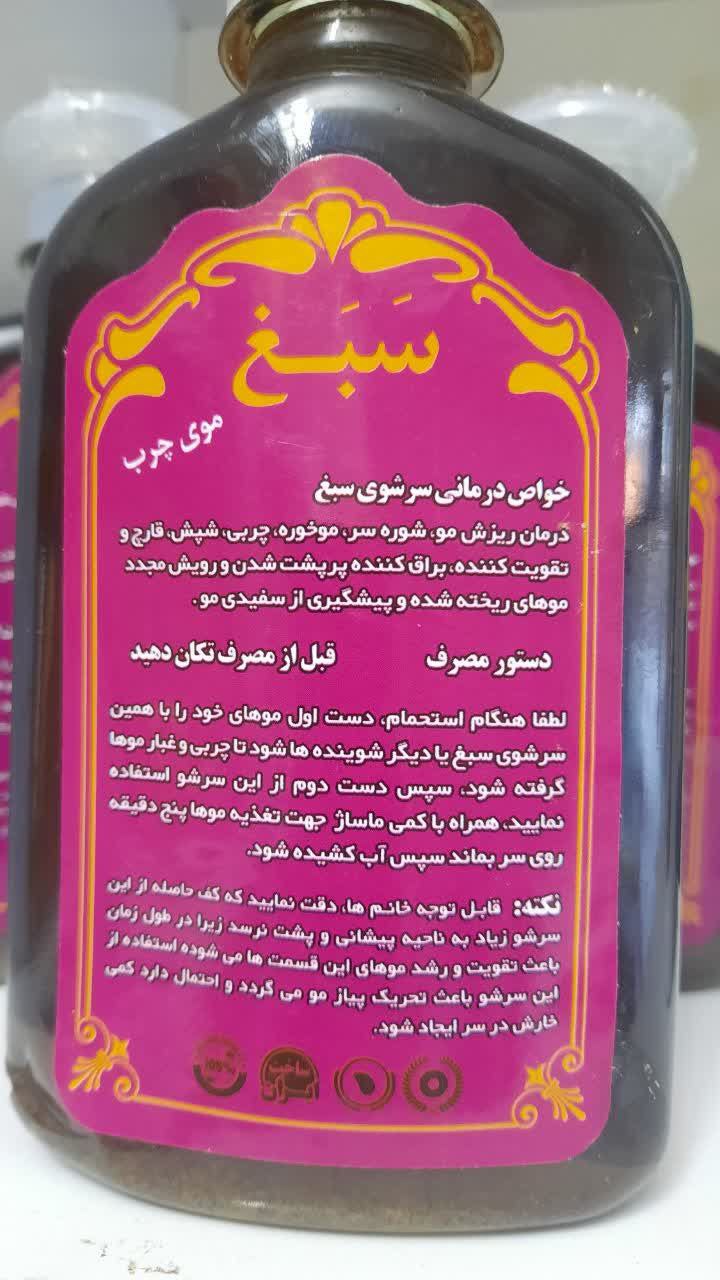 سَبَغ
موی چرب
خواص درمانی سرشوی سبغ
درمان ریزش مو، شوره سر، موخوره، چربی، شپش، قارچ و
تقویت کننده، براق کننده پرپشت شدن و رویش مجدد
موهای ریخته شده و پیشگیری از سفیدی مو.
دستور مصرف قبل از مصرف تکان دهید
لطفا هنگام استحمام، دست اول موهای خود را با همین
سرشوی سبغ یا دیگر شوینده ها شود تا چربی و غبار موها
گرفته شود، سپس دست دوم از این سرشو استفاده
نمایید، همراه با کمی ماساژ جهت تغذیه موها پنج دقیقه
روی سر بماند سپس آب کشیده شود.
نکته: قابل توجه خانم ها، دقت نمایید که کف حاصله از این
سرشو زیاد به ناحیه پیشانی و پشت نرسد زیرا در طول زمان
باعث تقویت و رشد موهای این قسمت ها می شوده استفاده از
این سرشو باعث تحریک پیاز مو می گردد و احتمال دارد کمی
خارش در سر ایجاد شود.
100% ساخت
ایران